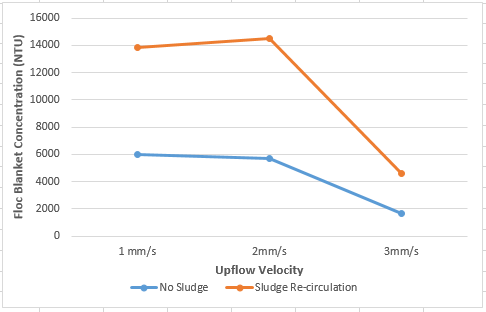 16000
14000
12000
10000
8000
6000
4000
2000
0
Floc Blanket Concentration (NTU)
1 mm/s 2mm/s 3mm/s
Upflow Velocity
No Sludge Sludge Re-circulation